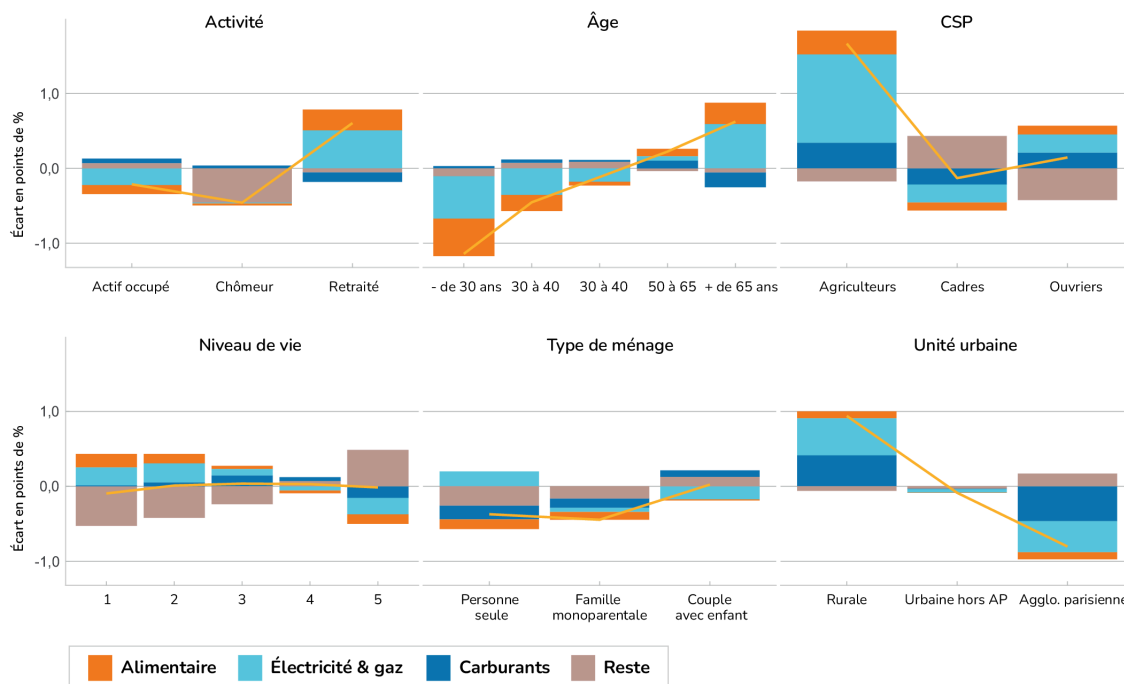 Activité
Âge
CSP
Écart en points de %
1,0
0,0
-1,0
Actif occupé
Chômeur
Retraité
- de 30 ans
30 à 40
30 à 40
50 à 65
+ de 65 ans
Agriculteurs
Cadres
Ouvriers
Niveau de vie
Type de ménage
Unité urbaine
Écart en points de %
1,0
0,0
-1,0
1
2
3
4
5
Personne
seule
Famille
monoparentale
Couple
avec enfant
Rurale
Urbaine hors AP
Agglo. parisienne
Alimentaire
Électricité & gaz
Carburants
Reste